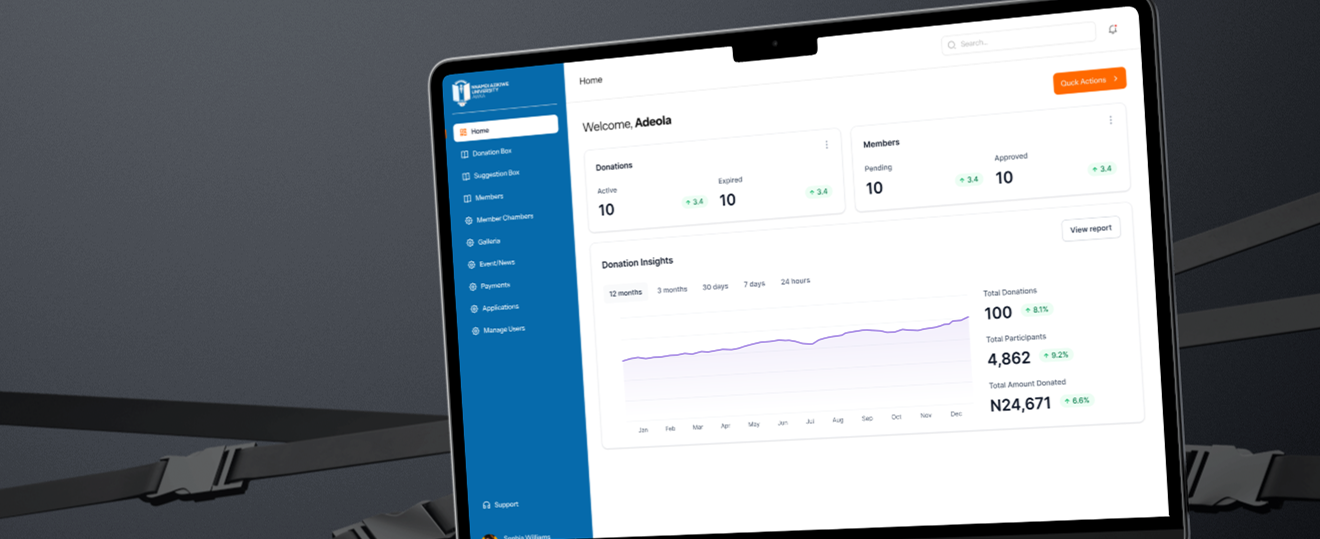 UNIVERSITY
Home
Donation Box
Suggestion Box
Members
Member Chambers
Galleria
Event/News
Payments
Applications
Manage Users
Support
Sophia Williams
Home
Search...
Quck Actions
Welcome, Adeola
Donations
Active
10
3.4
Expired
10
3.4
Members
Pending
10
3.4
Approved
10
3.4
Donation Insights
View report
12 months 3 months 30 days 7 days 24 hours
Jan Feb Mar Apr May Jun Jul Aug Sep Oct Nov Dec
Total Donations
100 8.1%
Total Participants
4,862 9.2%
Total Amount Donated
N24,671 6.6%